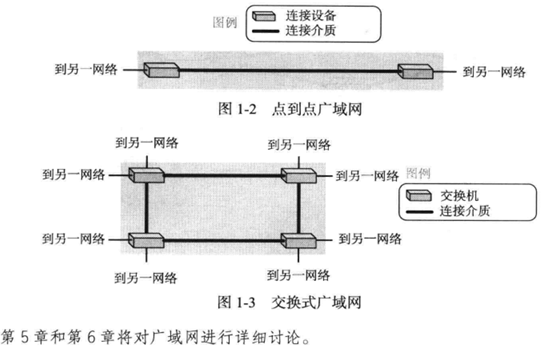 图例 连接设备
连接介质
到另一网络 到另一网络
图 1-2 点到点广域网
到另一网络 到另一网络
到另一网络 到另一网络 图例
交换机
连接介质
到另一网络 到另一网络
到另一网络 到另一网络
图 1-3 交换式广域网
第 5 章和第 6 章将对广域网进行详细讨论。